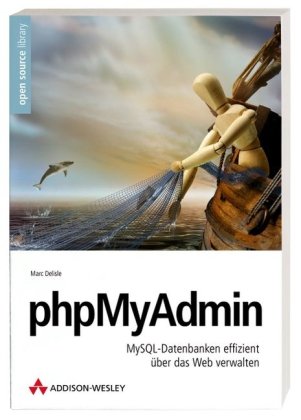 open source library
Marc Delisle
phpMyAdmin
MySQL-Datenbanken effizient
über das Web verwalten
ADDISON-WESLEY